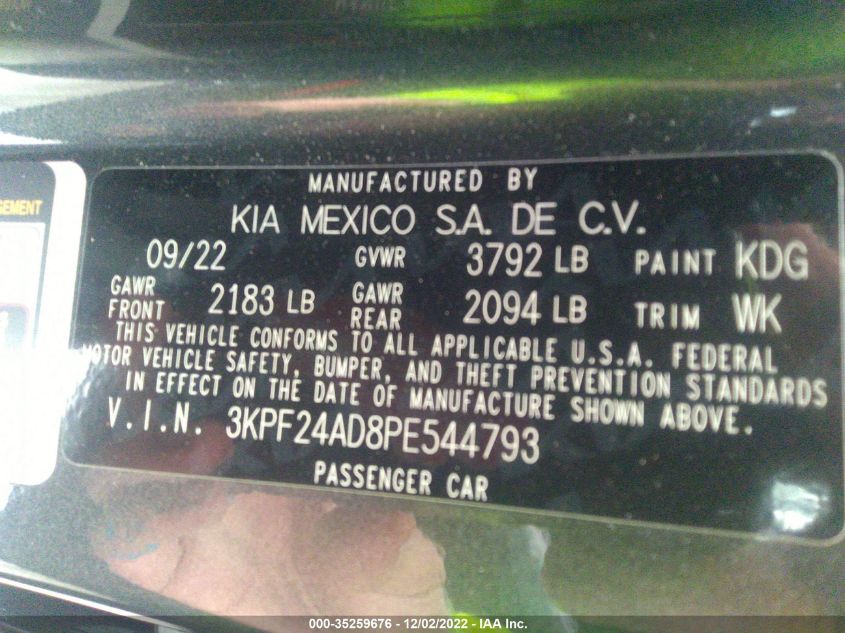 GEMENT
MANUFACTURED BY
KIA MEXICO S.A. DE C.V.
09/22 GVWR 3792 LB PAINT KDG
GAWR FRONT 2183 LB GAWR REAR 2094 LB TRIM WK
THIS VEHICLE CONFORMS TO ALL APPLICABLE U.S.A. FEDERAL
MOTOR VEHICLE SAFETY, BUMPER, AND THEFT PREVENTION STANDARDS
IN EFFECT ON THE DATE OF MANUFACTURE SHOWN ABOVE.
V.I.N. 3KPF24AD8PE544793
PASSENGER CAR
000-35259676 - 12/02/2022 - IAA Inc.